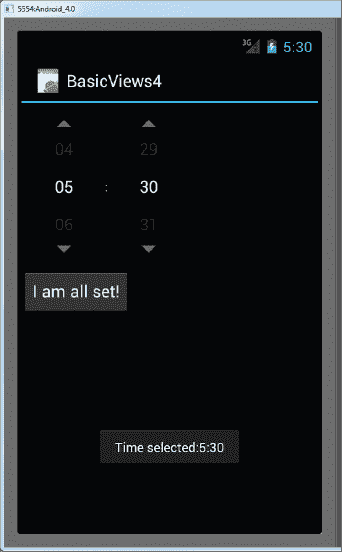 5554:Android_4.0
3G 5:30
BasicViews4
04 29
05 : 30
06 31
I am all set!
Time selected:5:30